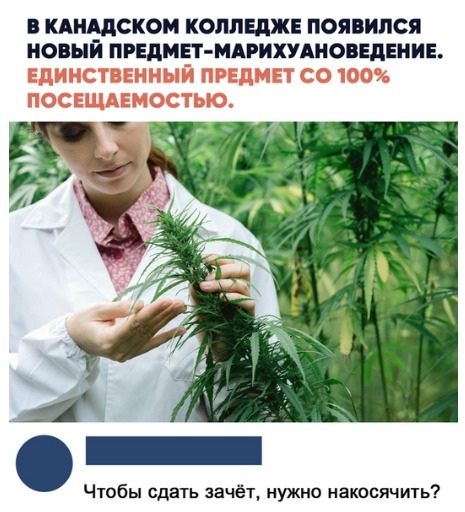 В КАНАДСКОМ КОЛЛЕДЖЕ ПОЯВИЛСЯ
НОВЫЙ ПРЕДМЕТ-МАРИХУАНОВЕДЕНИЕ.
ЕДИНСТВЕННЫЙ ПРЕДМЕТ СО 100%
ПОСЕЩАЕМОСТЬЮ.
Чтобы сдать зачёт, нужно накосячить?